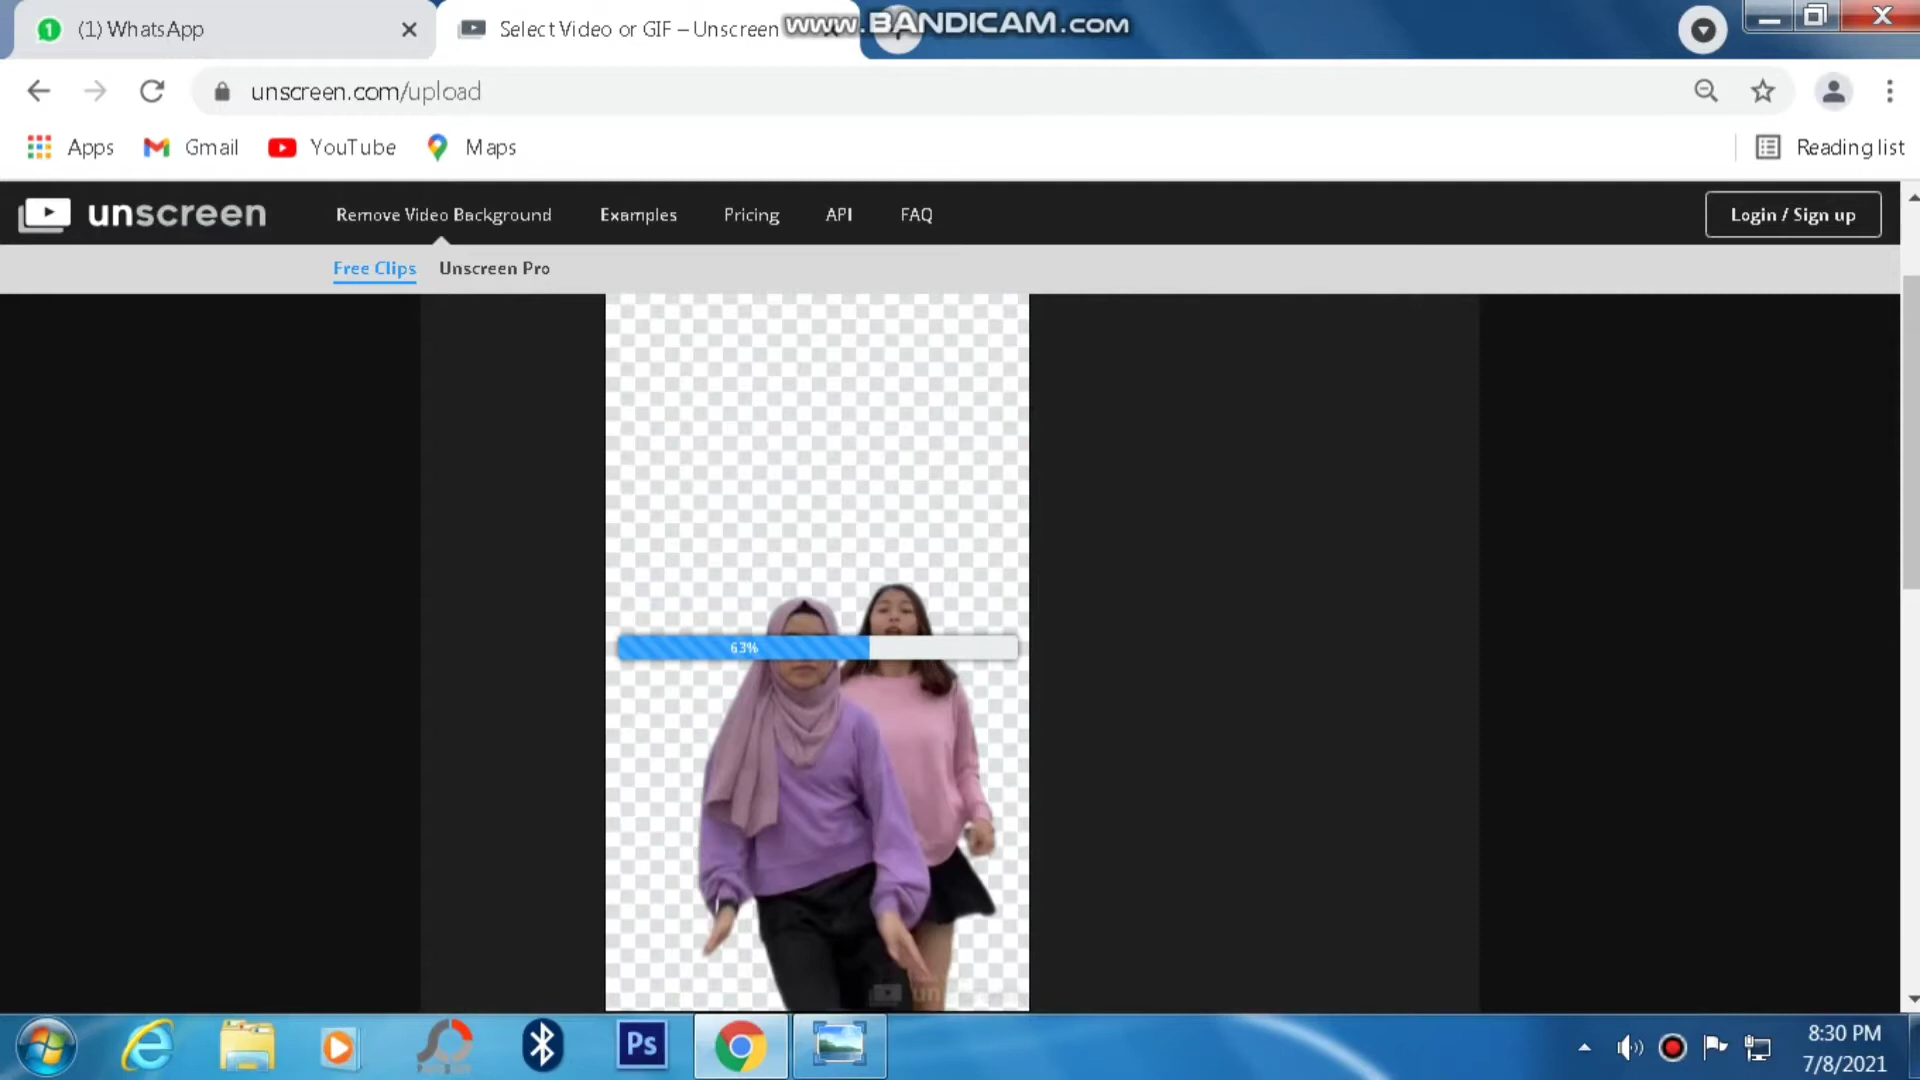 (1) WhatsApp
Select Video or GIF – Unscreen
www.BANDICAM.com
unscreen.com/upload
Apps
Gmail
YouTube
Maps
Reading list
unscreen
Remove Video Background
Examples
Pricing
API
FAQ
Login / Sign up
Free Clips
Unscreen Pro
63%
un
Ps
8:30 PM
7/8/2021